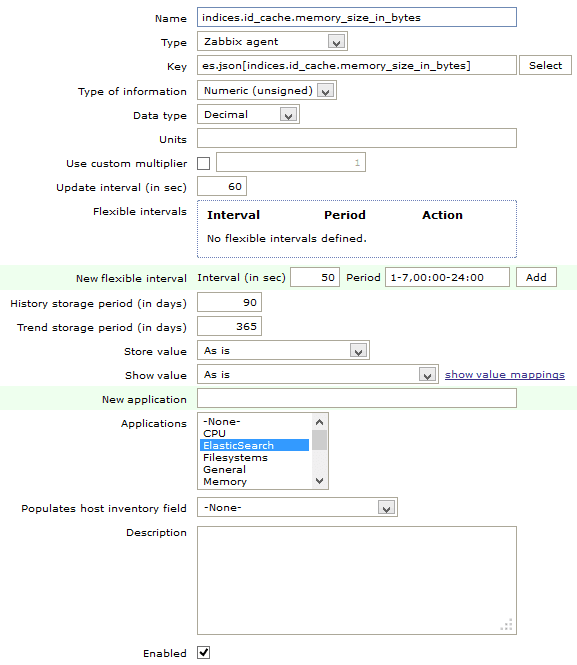 Name indices.id_cache.memory_size_in_bytes
Type Zabbix agent
Key es.json[indices.id_cache.memory_size_in_bytes] Select
Type of information Numeric (unsigned)
Data type Decimal
Units
Use custom multiplier 1
Update interval (in sec) 60
Flexible intervals Interval Period Action
No flexible intervals defined.
New flexible interval Interval (in sec) 50 Period 1-7,00:00-24:00 Add
History storage period (in days) 90
Trend storage period (in days) 365
Store value As is
Show value As is show value mappings
New application
Applications -None-
CPU
ElasticSearch
Filesystems
General
Memory
Populates host inventory field -None-
Description
Enabled